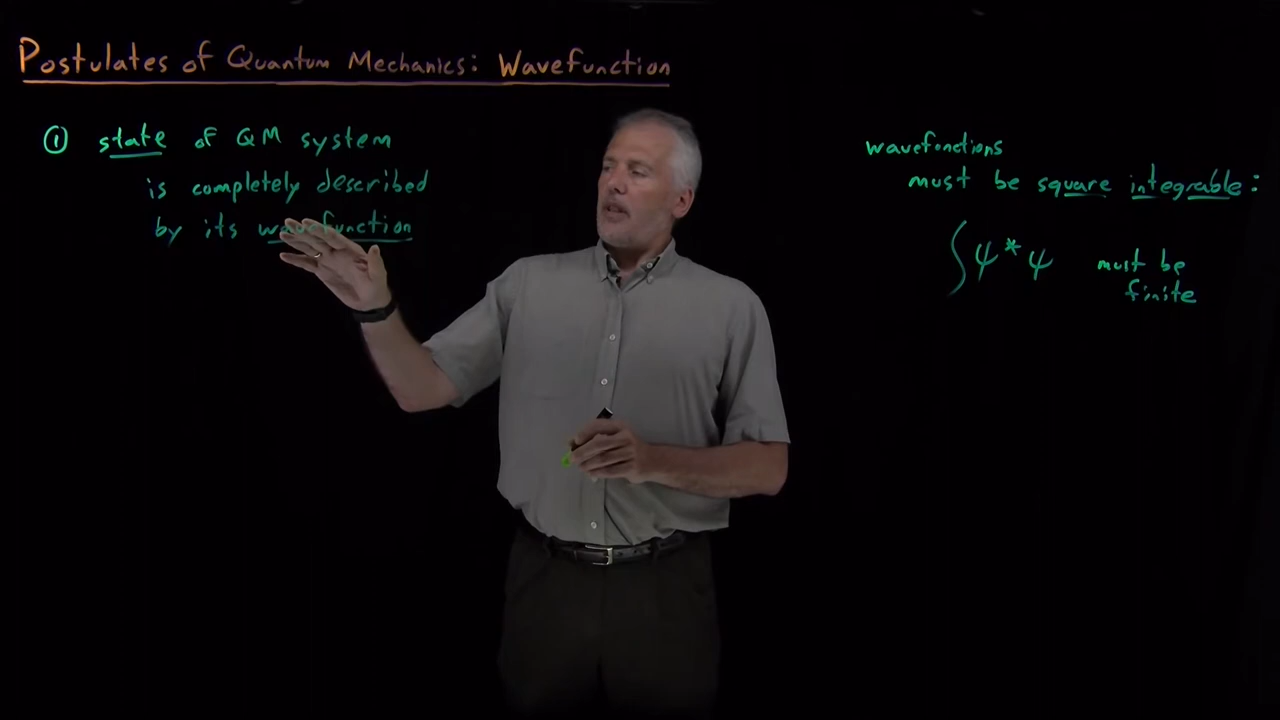 Postulates of Quantum Mechanics: Wavefunction
① state of QM system
is completely described
by its wavefunction
wavefunctions
must be square integrable:
∫ψ*ψ must be
finite